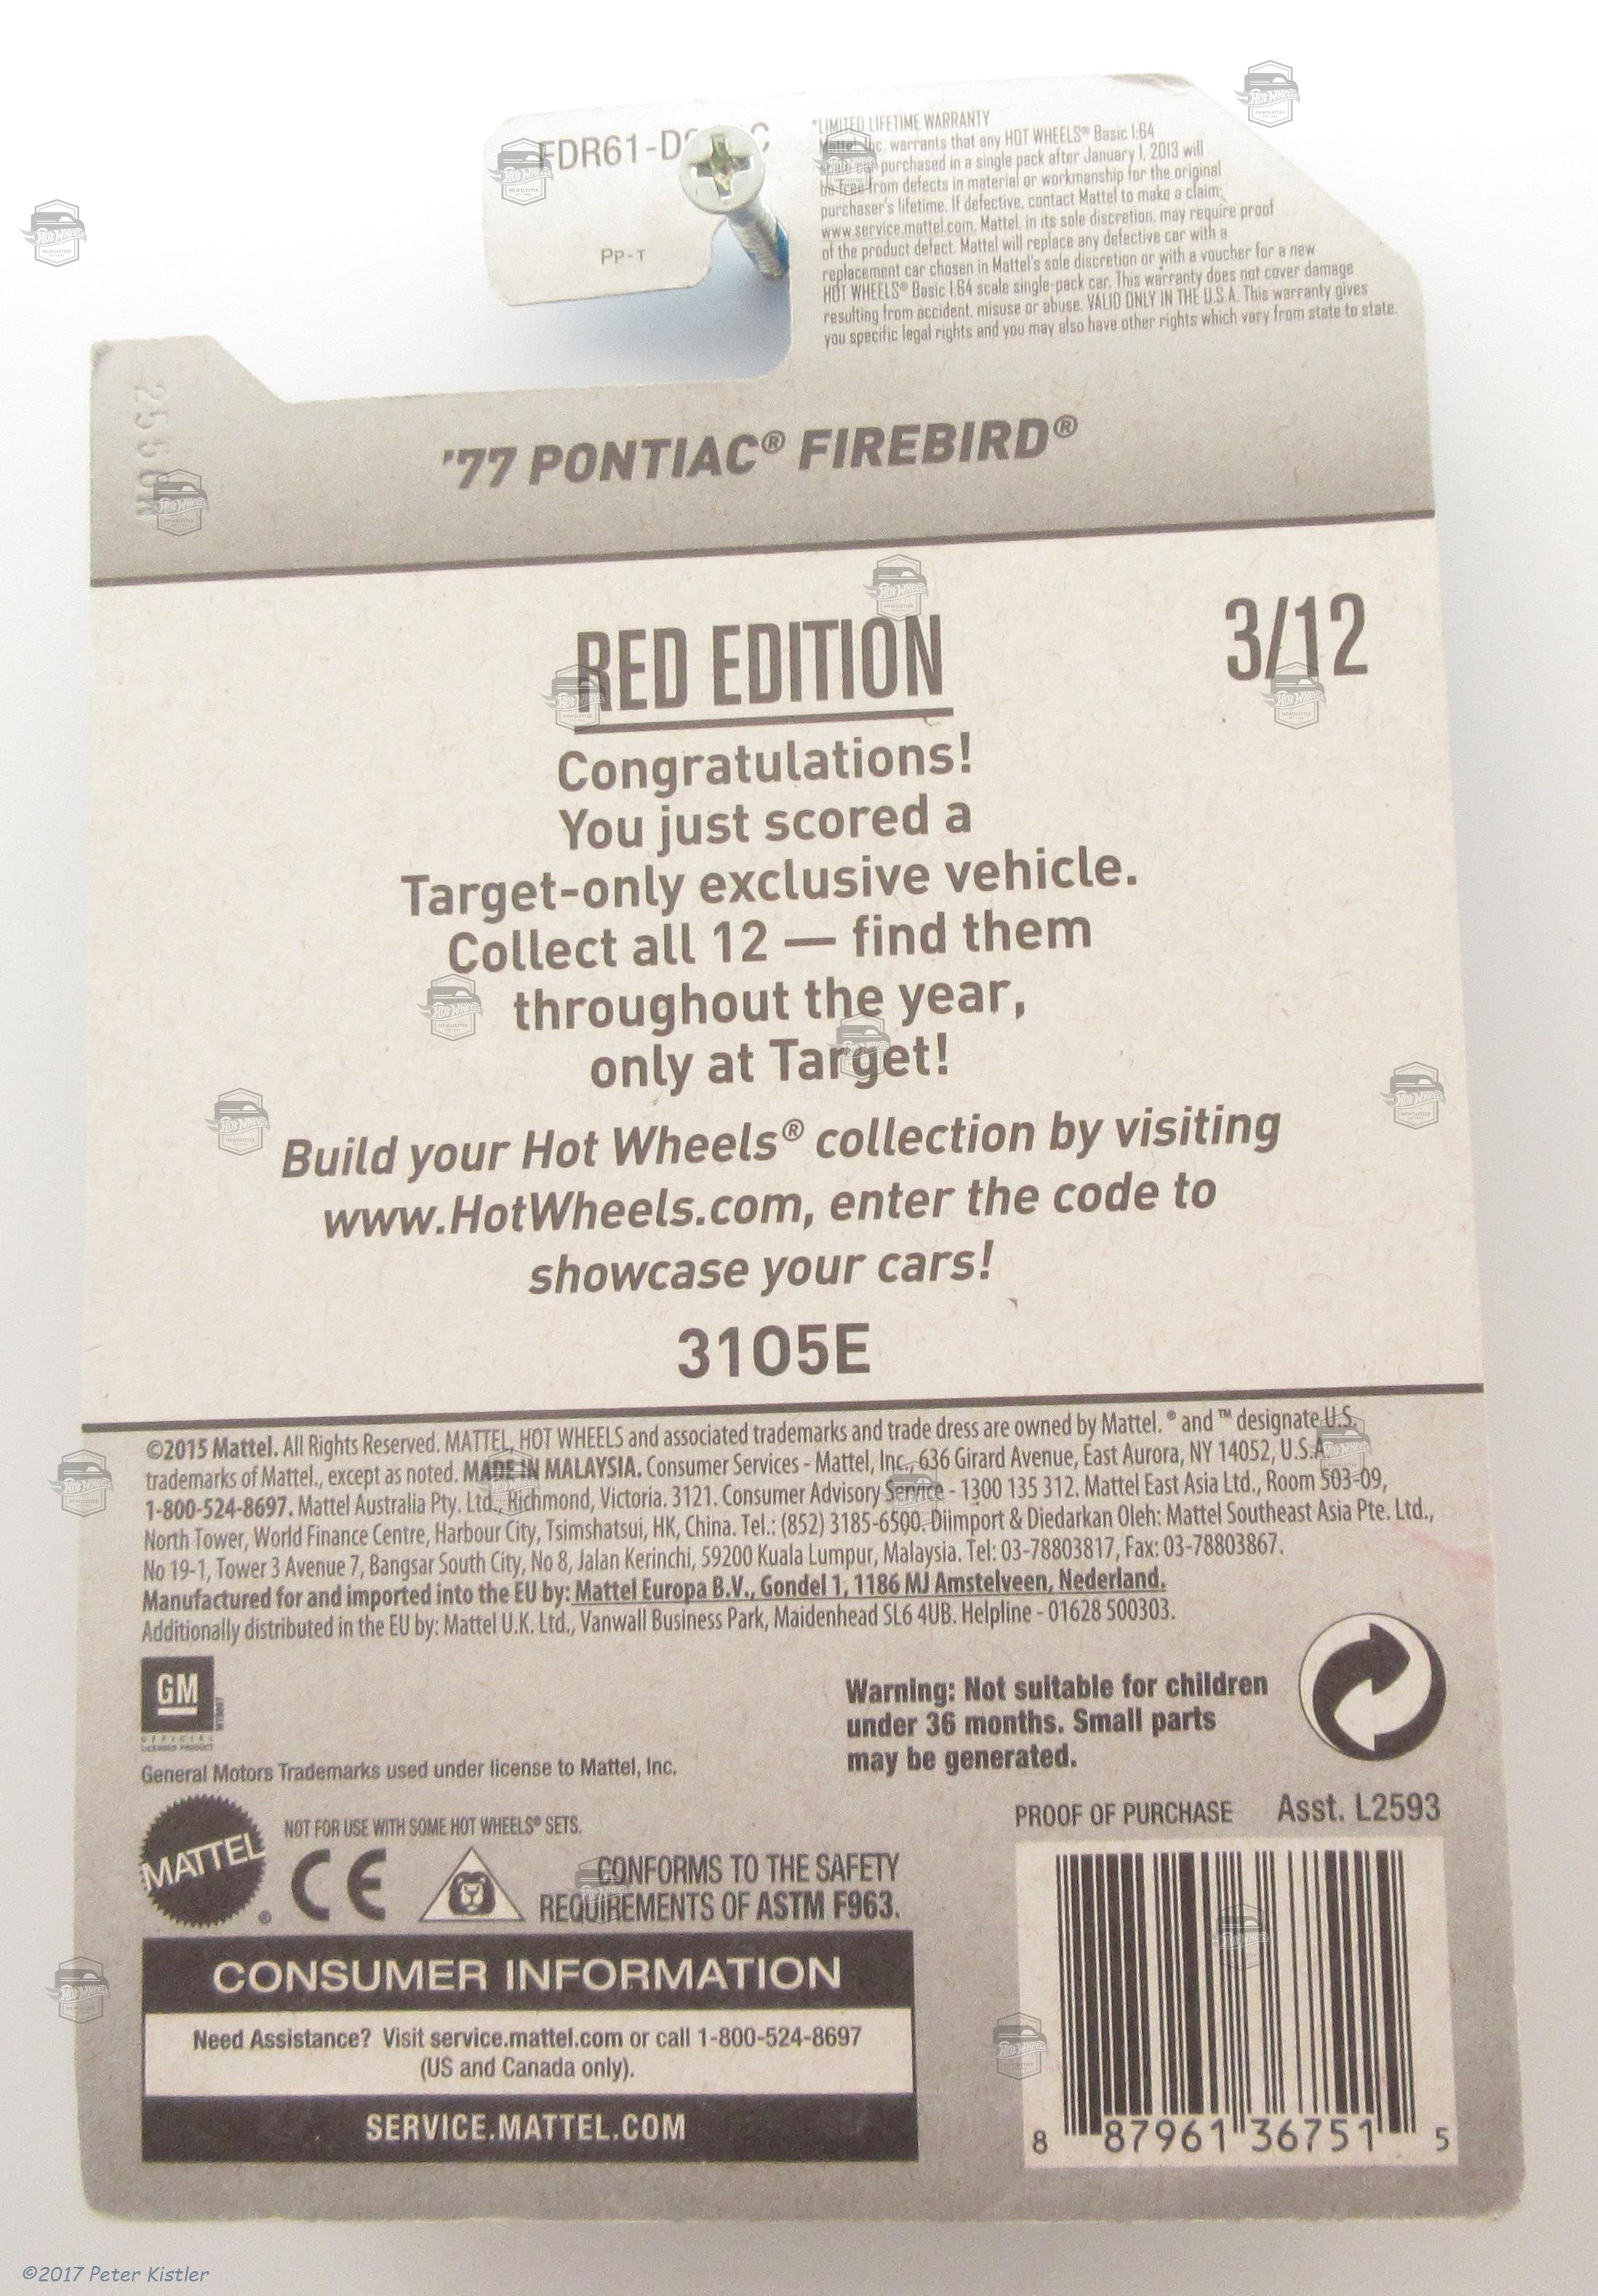 FDR61-D
PP-T
*LIMITED LIFETIME WARRANTY
Mattel, Inc. warrants that any HOT WHEELS® Basic 1:64
purchased in a single pack after January 1, 2013 will
be free from defects in material or workmanship for the original
purchaser's lifetime. If defective, contact Mattel to make a claim;
www.service.mattel.com. Mattel, in its sole discretion, may require proof
of the product defect. Mattel will replace any defective car with a
replacement car chosen in Mattel's sole discretion or with a voucher for a new
HOT WHEELS® Basic 1:64 scale single-pack car. This warranty does not cover damage
resulting from accident, misuse or abuse. VALID ONLY IN THE U.S.A. This warranty gives
you specific legal rights and you may also have other rights which vary from state to state.
'77 PONTIAC® FIREBIRD®
RED EDITION
3/12
Congratulations!
You just scored a
Target-only exclusive vehicle.
Collect all 12 — find them
throughout the year,
only at Target!
Build your Hot Wheels® collection by visiting
www.HotWheels.com, enter the code to
showcase your cars!
3105E
©2015 Mattel. All Rights Reserved. MATTEL, HOT WHEELS and associated trademarks and trade dress are owned by Mattel. ® and ™ designate U.S.
trademarks of Mattel., except as noted. MADE IN MALAYSIA. Consumer Services - Mattel, Inc., 636 Girard Avenue, East Aurora, NY 14052, U.S.A.
1-800-524-8697. Mattel Australia Pty. Ltd., Richmond, Victoria. 3121. Consumer Advisory Service - 1300 135 312. Mattel East Asia Ltd., Room 503-09,
North Tower, World Finance Centre, Harbour City, Tsimshatsui, HK, China. Tel.: (852) 3185-6500. Diimport & Diedarkan Oleh: Mattel Southeast Asia Pte. Ltd.,
No 19-1, Tower 3 Avenue 7, Bangsar South City, No 8, Jalan Kerinchi, 59200 Kuala Lumpur, Malaysia. Tel: 03-78803817, Fax: 03-78803867.
Manufactured for and imported into the EU by: Mattel Europa B.V., Gondel 1, 1186 MJ Amstelveen, Nederland.
Additionally distributed in the EU by: Mattel U.K. Ltd., Vanwall Business Park, Maidenhead SL6 4UB. Helpline - 01628 500303.
GM
OFFICIAL
LICENSED PRODUCT
General Motors Trademarks used under license to Mattel, Inc.
Warning: Not suitable for children
under 36 months. Small parts
may be generated.
PROOF OF PURCHASE Asst. L2593
MATTEL®
NOT FOR USE WITH SOME HOT WHEELS® SETS.
CE
CONFORMS TO THE SAFETY
REQUIREMENTS OF ASTM F963.
CONSUMER INFORMATION
Need Assistance? Visit service.mattel.com or call 1-800-524-8697
(US and Canada only).
SERVICE.MATTEL.COM
8 87961 36751 5
©2017 Peter Kistler